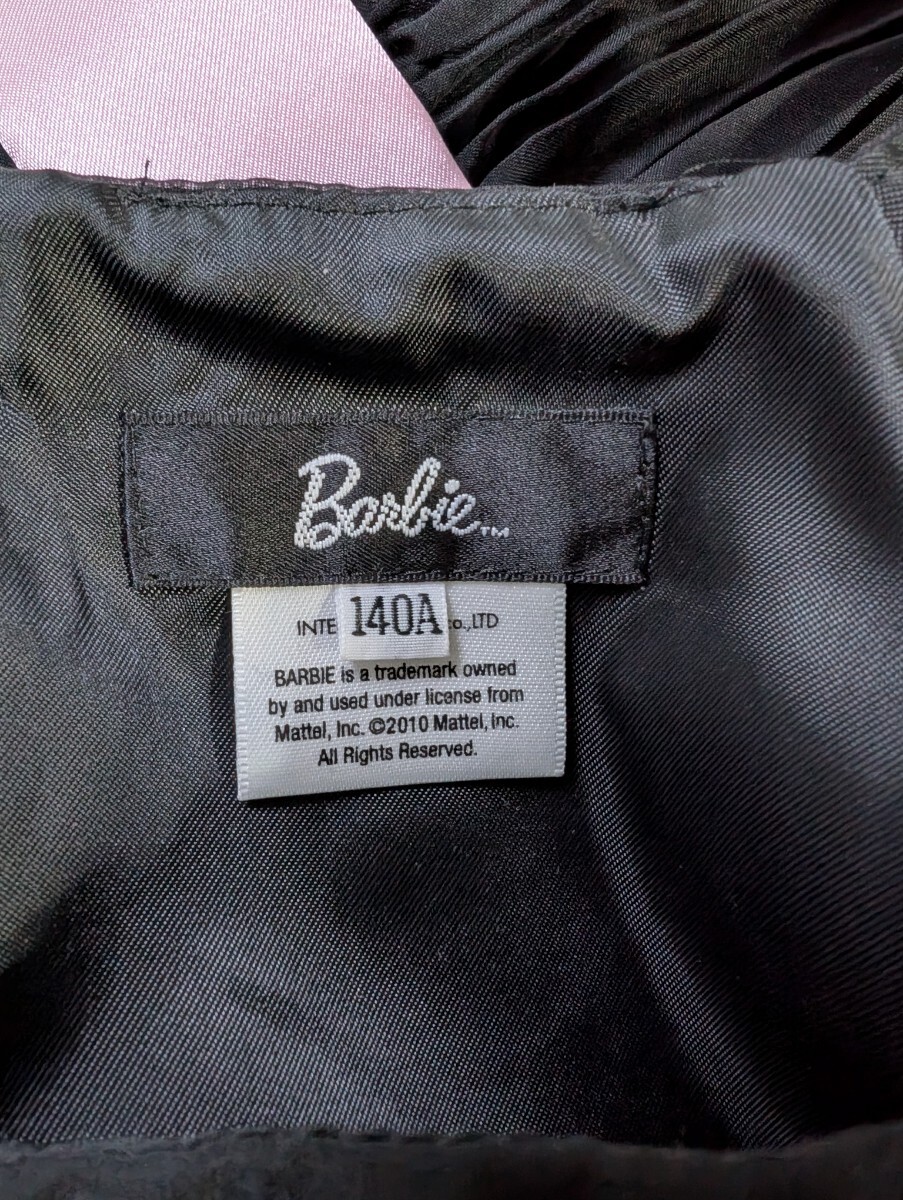 Barbie™
INTE 140A co.,LTD
BARBIE is a trademark owned
by and used under license from
Mattel, Inc. ©2010 Mattel, Inc.
All Rights Reserved.